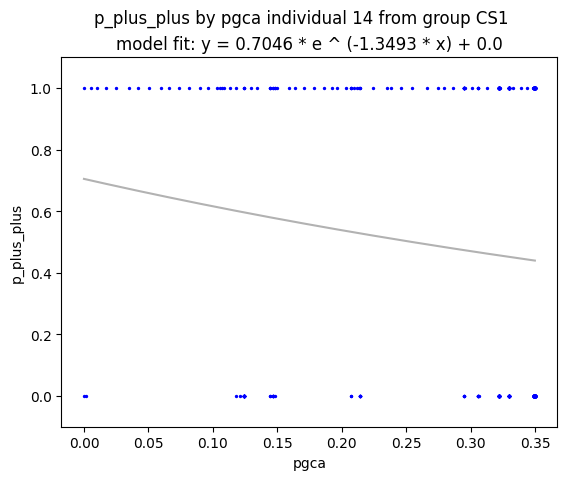 p_plus_plus by pgca individual 14 from group CS1
model fit: y = 0.7046 * e ^ (-1.3493 * x) + 0.0
1.0
0.8
0.6
0.4
0.2
0.0
p_plus_plus
0.00 0.05 0.10 0.15 0.20 0.25 0.30 0.35
pgca